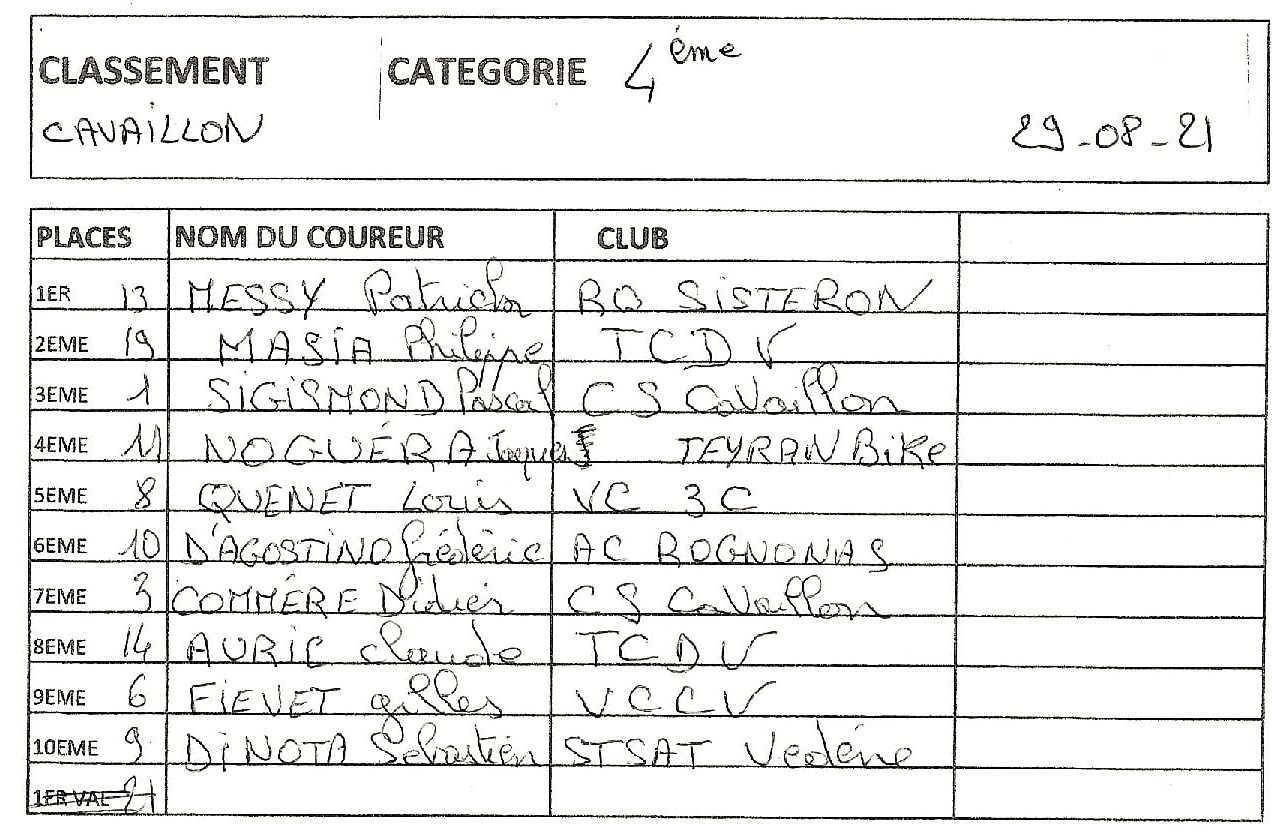 CLASSEMENT CATEGORIE 4ème
CAVAILLON 29-08-21
PLACES NOM DU COUREUR CLUB
1ER 13 MESSY Patrick RO SISTERON
2EME 19 MASIA Philippe TCDV
3EME 1 SIGISMOND Pascal CS Cavaillon
4EME 11 NOGUÉRA Jaques TEYRAN Bike
5EME 8 QUENET Louis VC 3C
6EME 10 D'AGOSTINO frédéric AC ROGNONAS
7EME 3 COMMÉRE Didier CS Cavaillon
8EME 14 AURIC claude TCDV
9EME 6 FIEVET gilles VCCV
10EME 9 DINOTA Sebastien STSAT Vedéne
1ER VAL 21